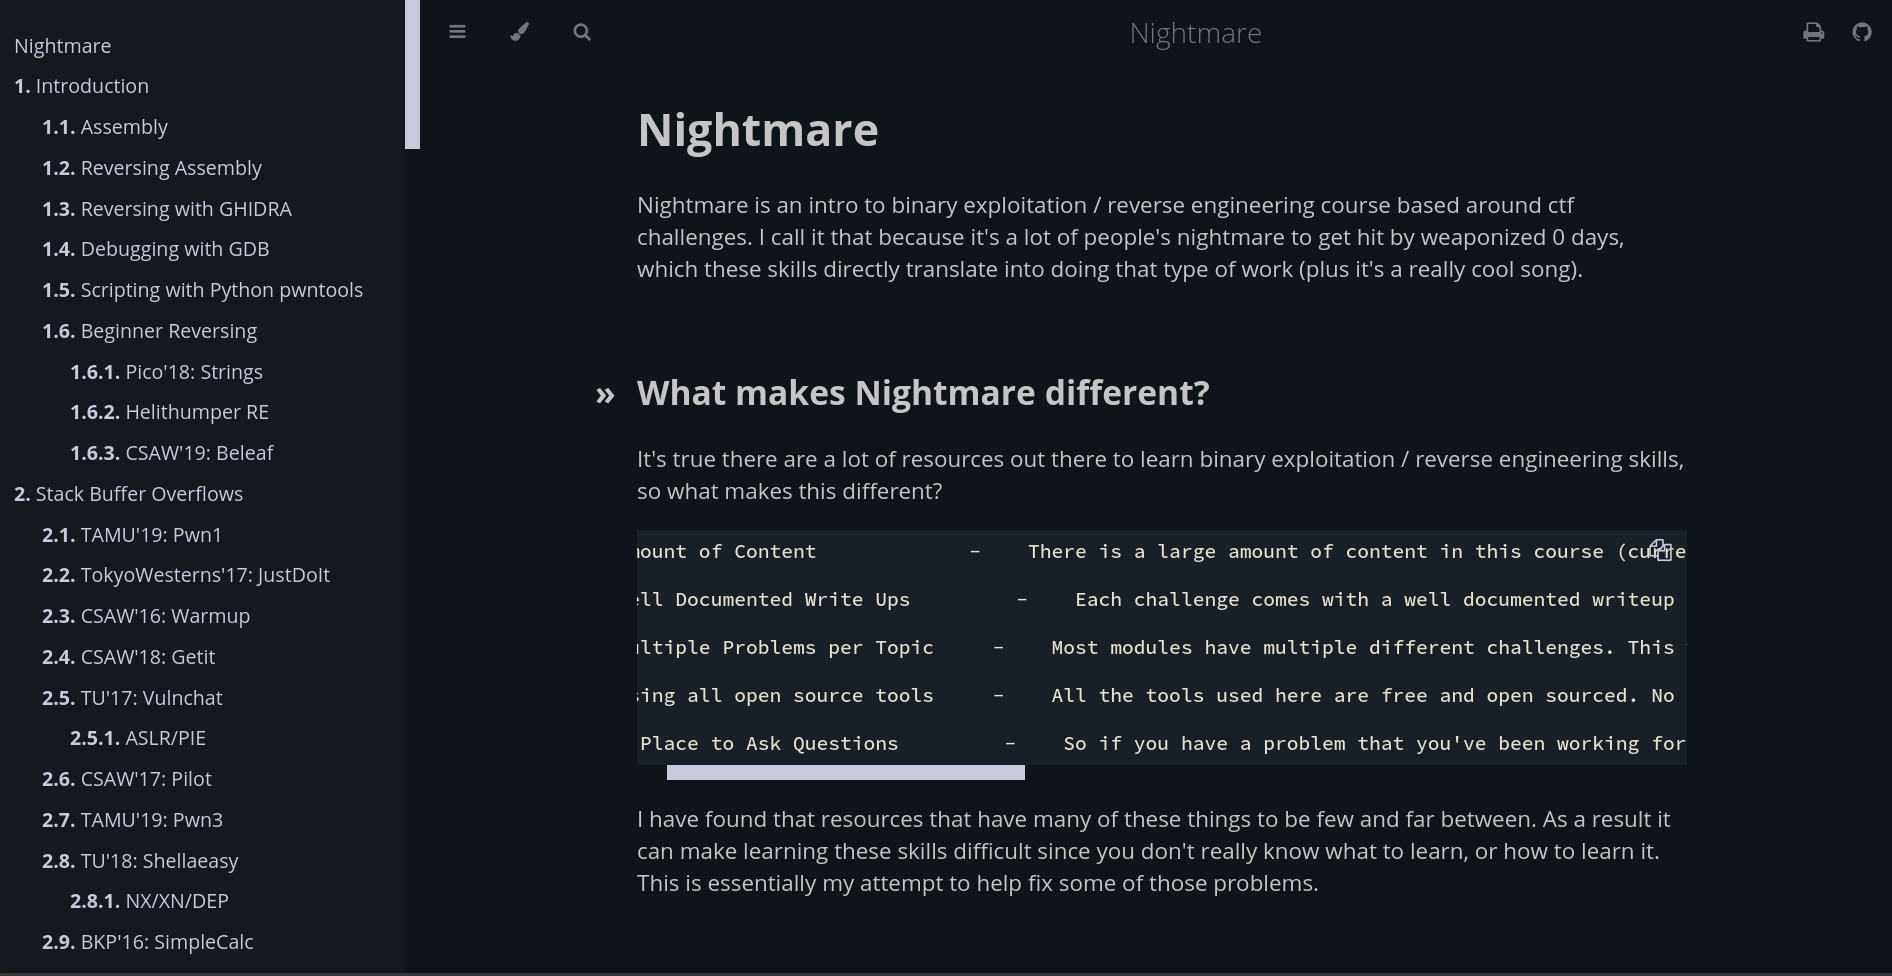 Nightmare
1. Introduction
1.1. Assembly
1.2. Reversing Assembly
1.3. Reversing with GHIDRA
1.4. Debugging with GDB
1.5. Scripting with Python pwntools
1.6. Beginner Reversing
1.6.1. Pico'18: Strings
1.6.2. Helithumper RE
1.6.3. CSAW'19: Beleaf
2. Stack Buffer Overflows
2.1. TAMU'19: Pwn1
2.2. TokyoWesterns'17: JustDoIt
2.3. CSAW'16: Warmup
2.4. CSAW'18: Getit
2.5. TU'17: Vulnchat
2.5.1. ASLR/PIE
2.6. CSAW'17: Pilot
2.7. TAMU'19: Pwn3
2.8. TU'18: Shellaeasy
2.8.1. NX/XN/DEP
2.9. BKP'16: SimpleCalc
Nightmare
Nightmare
Nightmare is an intro to binary exploitation / reverse engineering course based around ctf
challenges. I call it that because it's a lot of people's nightmare to get hit by weaponized 0 days,
which these skills directly translate into doing that type of work (plus it's a really cool song).
» What makes Nightmare different?
It's true there are a lot of resources out there to learn binary exploitation / reverse engineering skills,
so what makes this different?
of Content - There is a large amount of content in this course
Documented Write Ups - Each challenge comes with a well documented writeup
Problems per Topic - Most modules have multiple different challenges. This
all open source tools - All the tools used here are free and open sourced. No
Place to Ask Questions - So if you have a problem that you've been working for
I have found that resources that have many of these things to be few and far between. As a result it
can make learning these skills difficult since you don't really know what to learn, or how to learn it.
This is essentially my attempt to help fix some of those problems.